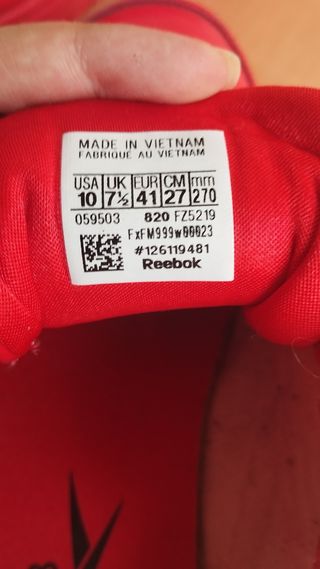 MADE IN VIETNAM
FABRIQUE AU VIETNAM
USA UK EUR CM mm
10 7½ 41 27 270
059503 820 FZ5219
FxFM999w00023
#126119481
Reebok